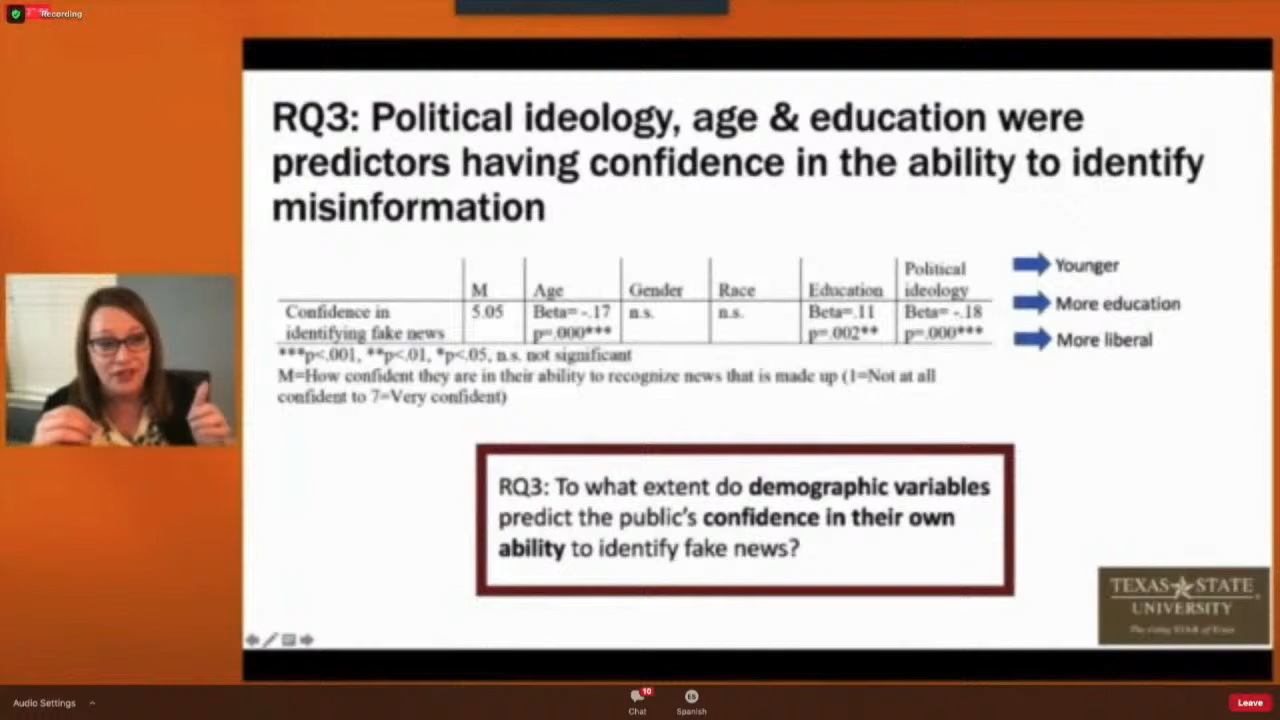 Recording
RQ3: Political ideology, age & education were
predictors having confidence in the ability to identify
misinformation
M Age Gender Race Education Political ideology
Confidence in identifying fake news 5.05 Beta= -.17 p=.000*** n.s. n.s. Beta=.11 p=.002** Beta= -.18 p=.000***
***p<.001, **p<.01, *p<.05, n.s. not significant
M=How confident they are in their ability to recognize news that is made up (1=Not at all
confident to 7=Very confident)
Younger
More education
More liberal
RQ3: To what extent do demographic variables
predict the public's confidence in their own
ability to identify fake news?
TEXAS STATE
UNIVERSITY
The rising STAR of Texas
Audio Settings
10
Chat
ES
Spanish
Leave